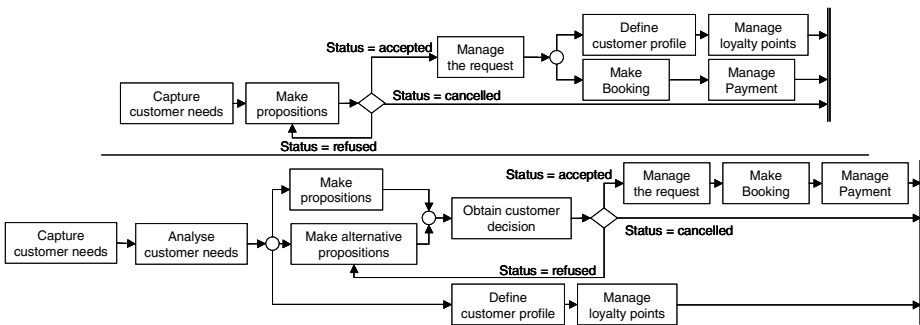 Define
customer profile
Manage
loyalty points
Status = accepted
Manage
the request
Make
Booking
Manage
Payment
Capture
customer needs
Make
propositions
Status = cancelled
Status = refused
Status = accepted
Manage
the request
Make
Booking
Manage
Payment
Make
propositions
Obtain customer
decision
Status = cancelled
Capture
customer needs
Analyse
customer needs
Make alternative
propositions
Status = refused
Define
customer profile
Manage
loyalty points